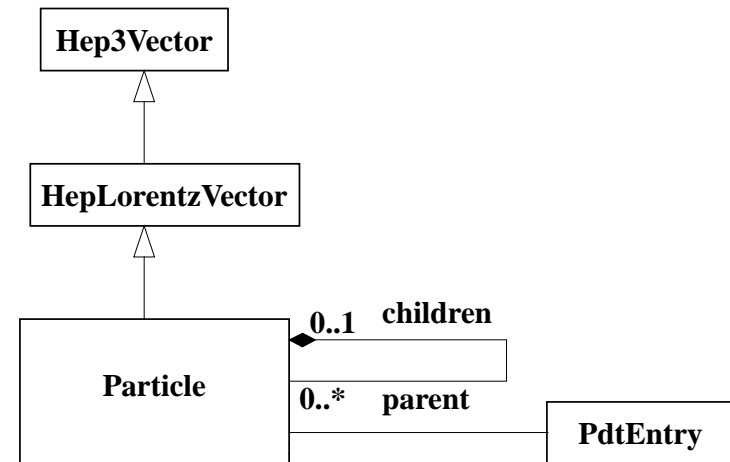 Hep3Vector
HepLorentzVector
0..1 children
Particle
0..* parent
PdtEntry